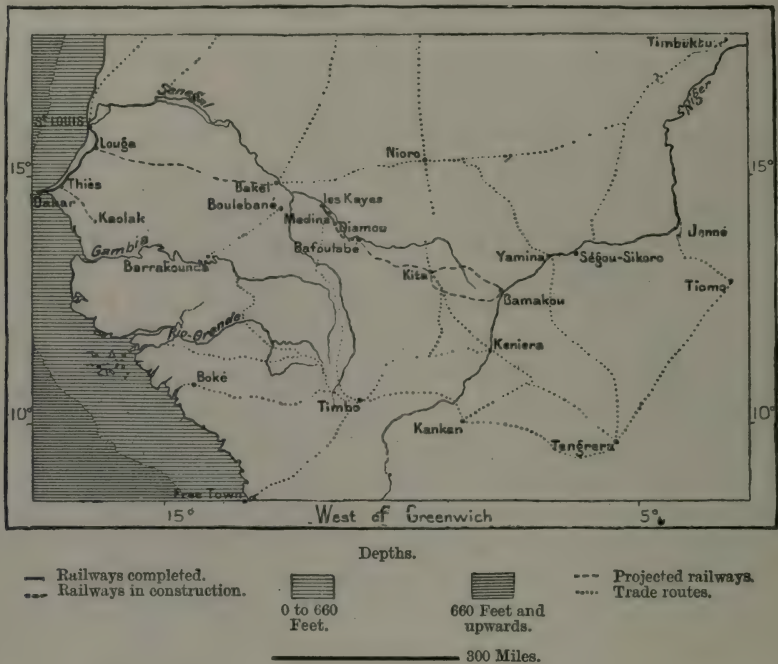 Timbuktu
Niger
Senegal
St LOUIS
Louga
Nioro
15°
15°
Bakel
Thiès
les Kayes
Dakar
Boulebané
Medina
Kaolak
Diamou
Jenné
Gambia
Bafoulabe
Yamina
Ségou-Sikoro
Barrakounda
Kita
Tiomo
Bamakou
Rio-Grande
Keniera
Boké
10°
Timbo
10°
Kankan
Tengrera
Free Town
15° West of Greenwich 5°
Depths.
Railways completed.
Railways in construction.
0 to 660
Feet.
660 Feet and
upwards.
Projected railways.
Trade routes.
300 Miles.